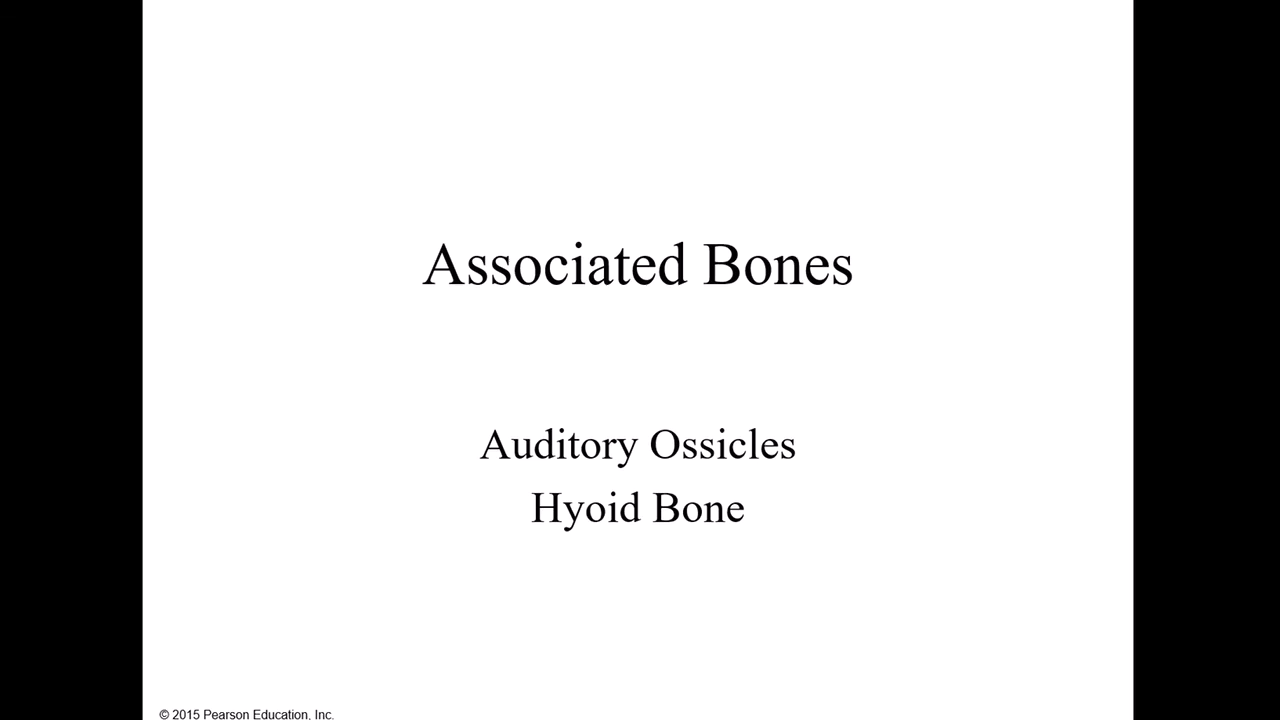 Associated Bones
Auditory Ossicles
Hyoid Bone
© 2015 Pearson Education, Inc.